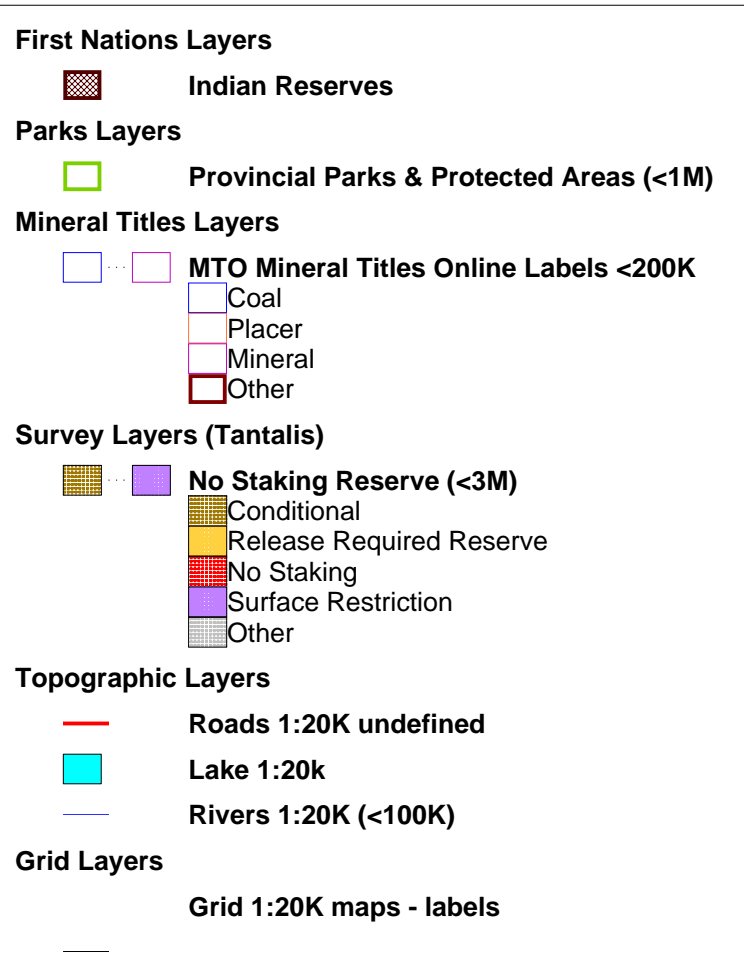 First Nations Layers
Indian Reserves
Parks Layers
Provincial Parks & Protected Areas (<1M)
Mineral Titles Layers
MTO Mineral Titles Online Labels <200K
Coal
Placer
Mineral
Other
Survey Layers (Tantalis)
No Staking Reserve (<3M)
Conditional
Release Required Reserve
No Staking
Surface Restriction
Other
Topographic Layers
Roads 1:20K undefined
Lake 1:20k
Rivers 1:20K (<100K)
Grid Layers
Grid 1:20K maps - labels